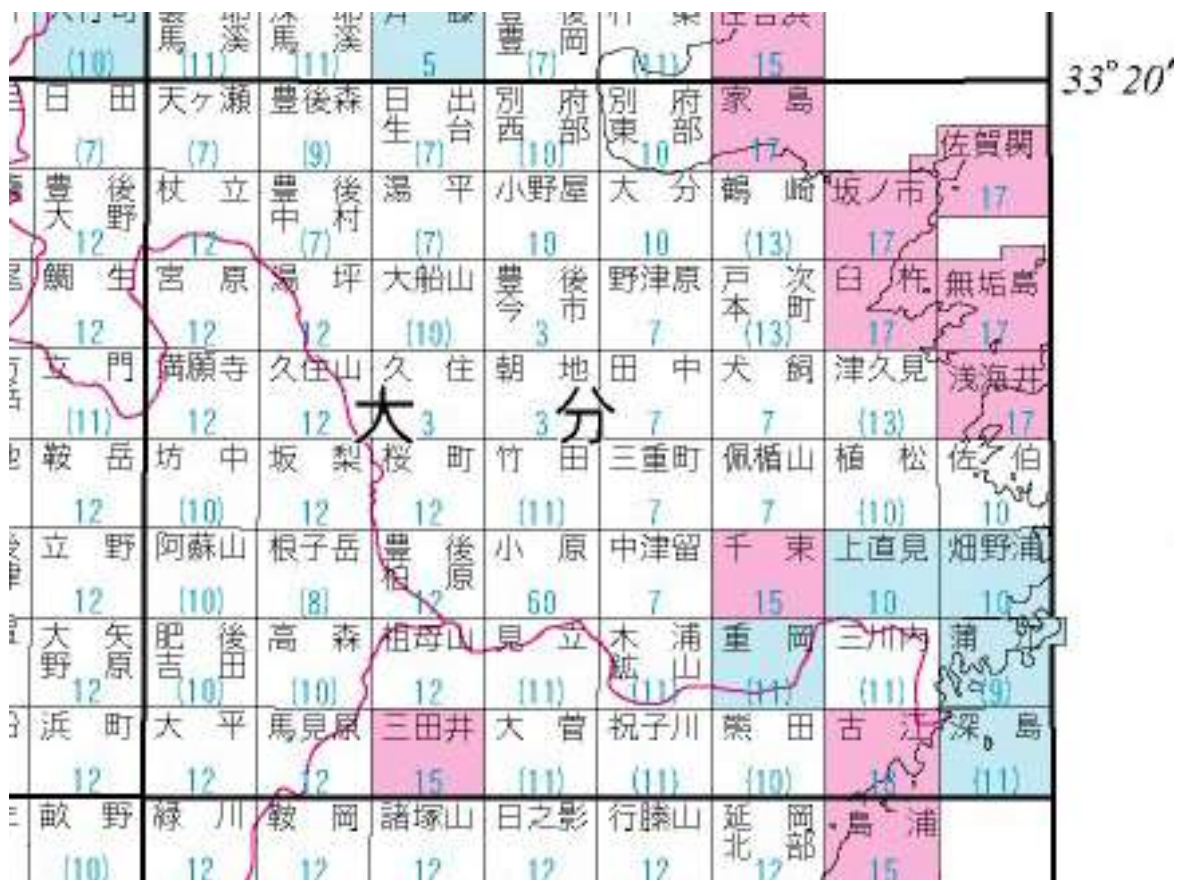 (10) (11) (11) 5 (7) (11) 15
33°20′
日田 天ヶ瀬 豊後森 日出生台 別府西部 別府東部 家島
(7) (7) (9) (7) (10) 10 17
佐賀関
17
豊後大野 杖立 豊後中村 湯平 小野屋 大分 鶴崎 坂ノ市
12 12 (7) (7) 10 10 (13) 17
鯛生 宮原 湯坪 大船山 豊後今市 野津原 戸次本町 臼杵 無垢島
12 12 12 (10) 3 7 (13) 17 17
立門 満願寺 久住山 久住 朝地 田中 犬飼 津久見 浅海井
(11) 12 12 3 3 7 7 (13) 17
大分
鞍岳 坊中 坂梨 桜町 竹田 三重町 佩楯山 植松 佐伯
12 (10) 12 12 (11) 7 7 (10) 10
立野 阿蘇山 根子岳 豊後柏原 小原 中津留 千束 上直見 畑野浦
12 (10) (8) 12 60 7 15 10 10
大矢野原 肥後吉田 高森 祖母山 見立 木浦鉱山 重岡 三川内 蒲江
12 (10) (10) 12 (11) (11) (11) (11) (9)
浜町 大平 馬見原 三田井 大菅 祝子川 熊田 古江 深島
12 12 12 15 (11) (11) (10) (11)
畝野 緑川 鞍岡 諸塚山 日之影 行縢山 延岡北部 島浦
(10) 12 12 12 12 12 12 15